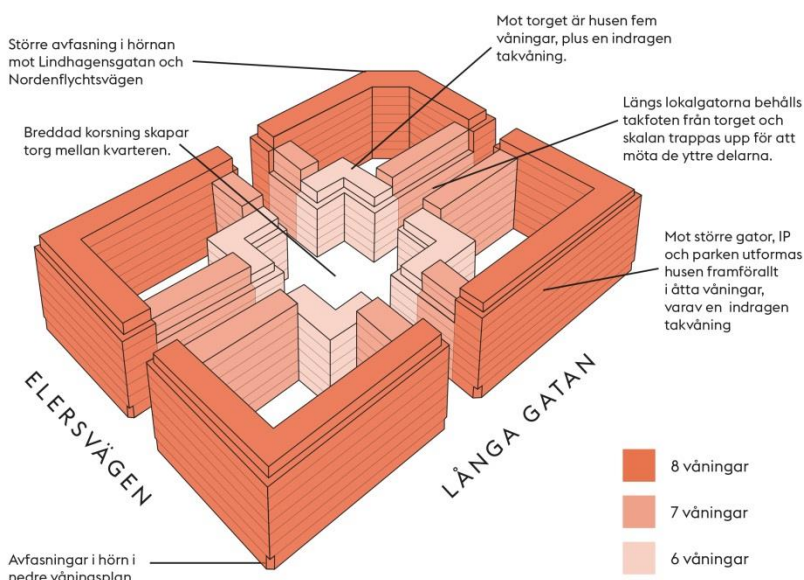 Större avfasning i hörnan
mot Lindhagensgatan och
Nordenflychtsvägen
Breddad korsning skapar
torg mellan kvarteren.
Mot torget är husen fem
våningar, plus en indragen
takvåning.
Längs lokalgatorna behålls
takfoten från torget och
skalan trappas upp för att
möta de yttre delarna.
Mot större gator, IP
och parken utformas
husen framförallt
i åtta våningar,
varav en indragen
takvåning
ELERSVÄGEN
LÅNGA GATAN
8 våningar
7 våningar
6 våningar
Avfasningar i hörn i
nedre våningsplan